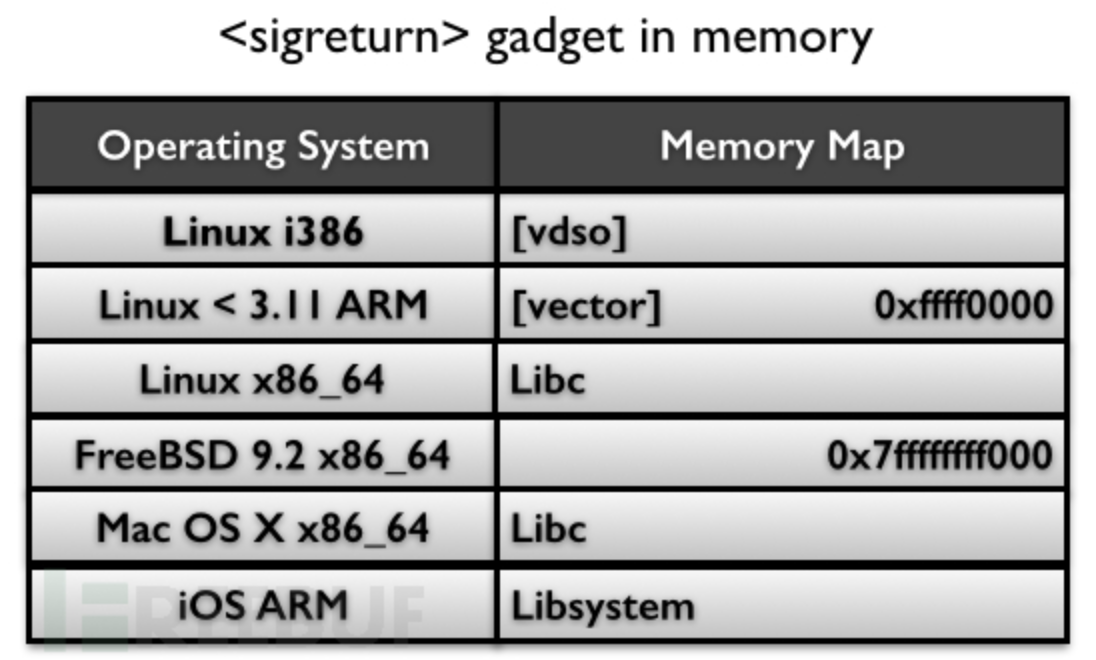 <sigreturn> gadget in memory
Operating System Memory Map
Linux i386 [vdso]
Linux < 3.11 ARM [vector] 0xffff0000
Linux x86_64 Libc
FreeBSD 9.2 x86_64 0x7ffffffff000
Mac OS X x86_64 Libc
iOS ARM Libsystem
FREEBUF